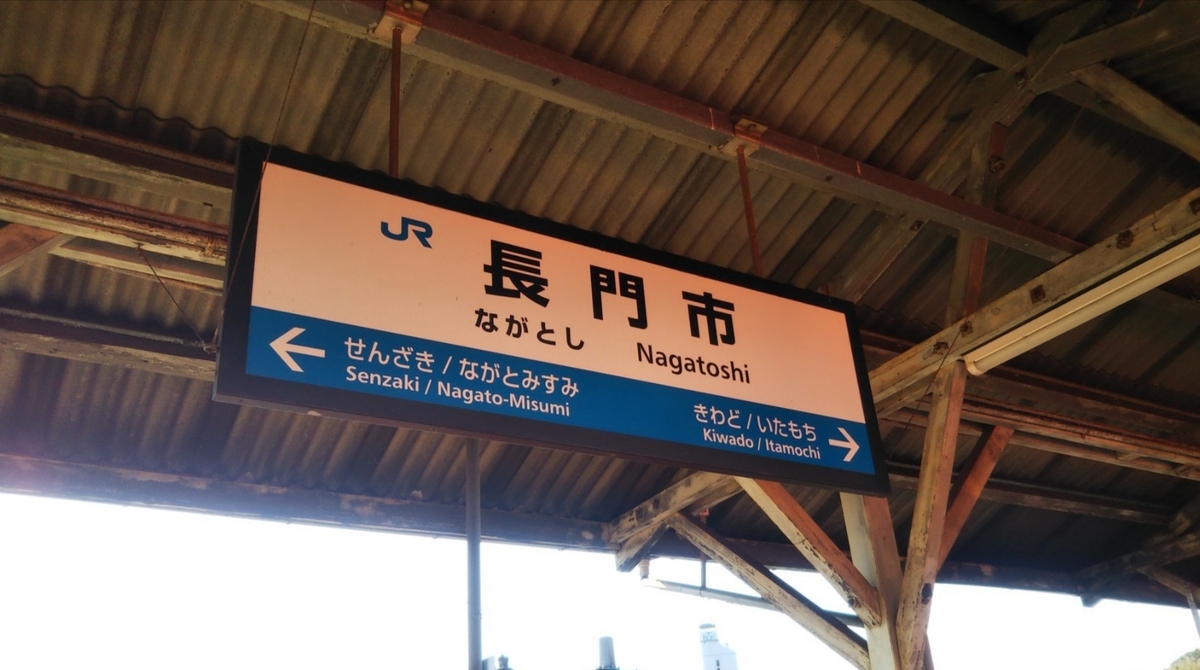 JR
長門市
ながとし
Nagatoshi
← せんざき / ながとみすみ
Senzaki / Nagato-Misumi
きわど / いたもち →
Kiwado / Itamochi